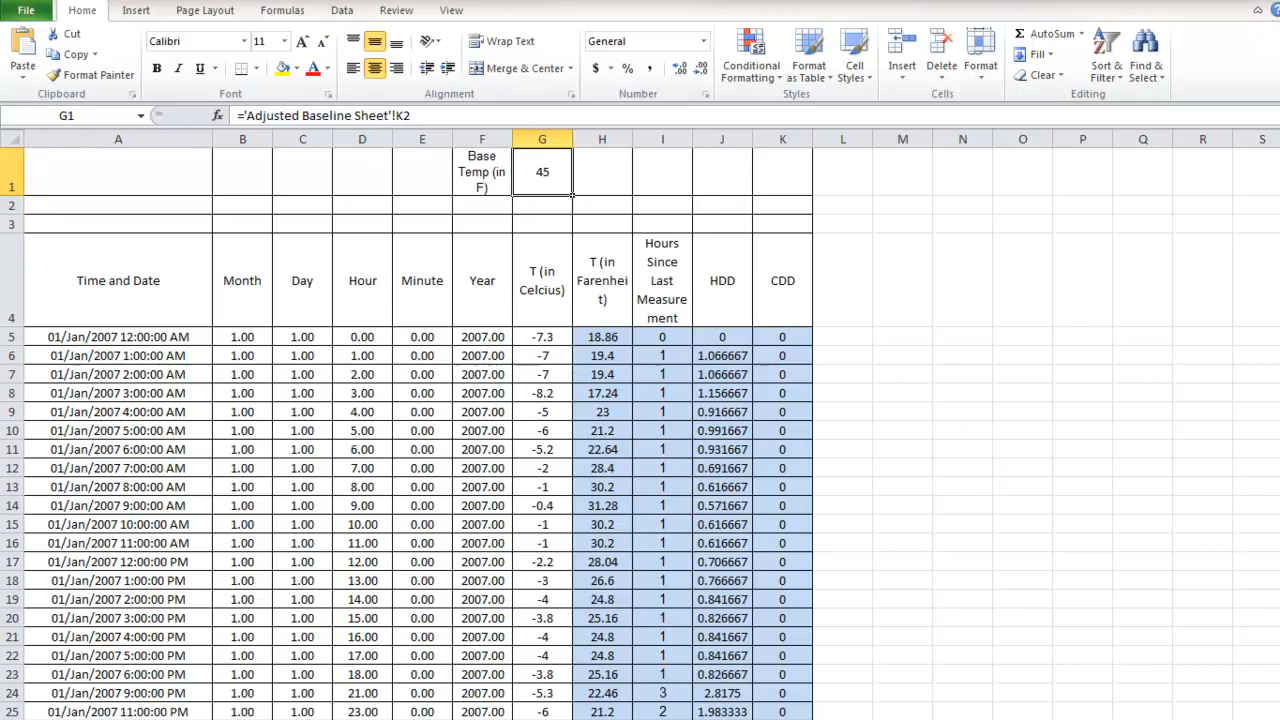 File Home Insert Page Layout Formulas Data Review View
Paste Cut Copy Format Painter Clipboard
Calibri 11 A A B I U A Font
Wrap Text Merge & Center Alignment
General $ % , .0 .00 .00 .0 Number
Conditional Formatting Format as Table Cell Styles Styles
Insert Delete Format Cells
AutoSum Fill Clear Sort & Filter Find & Select Editing
G1 fx ='Adjusted Baseline Sheet'!K2
A B C D E F G H I J K L M N O P Q R S
1 Base Temp (in F) 45
2
3
4 Time and Date Month Day Hour Minute Year T (in Celcius) T (in Farenheit) Hours Since Last Measurement HDD CDD
5 01/Jan/2007 12:00:00 AM 1.00 1.00 0.00 0.00 2007.00 -7.3 18.86 0 0 0
6 01/Jan/2007 1:00:00 AM 1.00 1.00 1.00 0.00 2007.00 -7 19.4 1 1.066667 0
7 01/Jan/2007 2:00:00 AM 1.00 1.00 2.00 0.00 2007.00 -7 19.4 1 1.066667 0
8 01/Jan/2007 3:00:00 AM 1.00 1.00 3.00 0.00 2007.00 -8.2 17.24 1 1.156667 0
9 01/Jan/2007 4:00:00 AM 1.00 1.00 4.00 0.00 2007.00 -5 23 1 0.916667 0
10 01/Jan/2007 5:00:00 AM 1.00 1.00 5.00 0.00 2007.00 -6 21.2 1 0.991667 0
11 01/Jan/2007 6:00:00 AM 1.00 1.00 6.00 0.00 2007.00 -5.2 22.64 1 0.931667 0
12 01/Jan/2007 7:00:00 AM 1.00 1.00 7.00 0.00 2007.00 -2 28.4 1 0.691667 0
13 01/Jan/2007 8:00:00 AM 1.00 1.00 8.00 0.00 2007.00 -1 30.2 1 0.616667 0
14 01/Jan/2007 9:00:00 AM 1.00 1.00 9.00 0.00 2007.00 -0.4 31.28 1 0.571667 0
15 01/Jan/2007 10:00:00 AM 1.00 1.00 10.00 0.00 2007.00 -1 30.2 1 0.616667 0
16 01/Jan/2007 11:00:00 AM 1.00 1.00 11.00 0.00 2007.00 -1 30.2 1 0.616667 0
17 01/Jan/2007 12:00:00 PM 1.00 1.00 12.00 0.00 2007.00 -2.2 28.04 1 0.706667 0
18 01/Jan/2007 1:00:00 PM 1.00 1.00 13.00 0.00 2007.00 -3 26.6 1 0.766667 0
19 01/Jan/2007 2:00:00 PM 1.00 1.00 14.00 0.00 2007.00 -4 24.8 1 0.841667 0
20 01/Jan/2007 3:00:00 PM 1.00 1.00 15.00 0.00 2007.00 -3.8 25.16 1 0.826667 0
21 01/Jan/2007 4:00:00 PM 1.00 1.00 16.00 0.00 2007.00 -4 24.8 1 0.841667 0
22 01/Jan/2007 5:00:00 PM 1.00 1.00 17.00 0.00 2007.00 -4 24.8 1 0.841667 0
23 01/Jan/2007 6:00:00 PM 1.00 1.00 18.00 0.00 2007.00 -3.8 25.16 1 0.826667 0
24 01/Jan/2007 9:00:00 PM 1.00 1.00 21.00 0.00 2007.00 -5.3 22.46 3 2.8175 0
25 01/Jan/2007 11:00:00 PM 1.00 1.00 23.00 0.00 2007.00 -6 21.2 2 1.983333 0